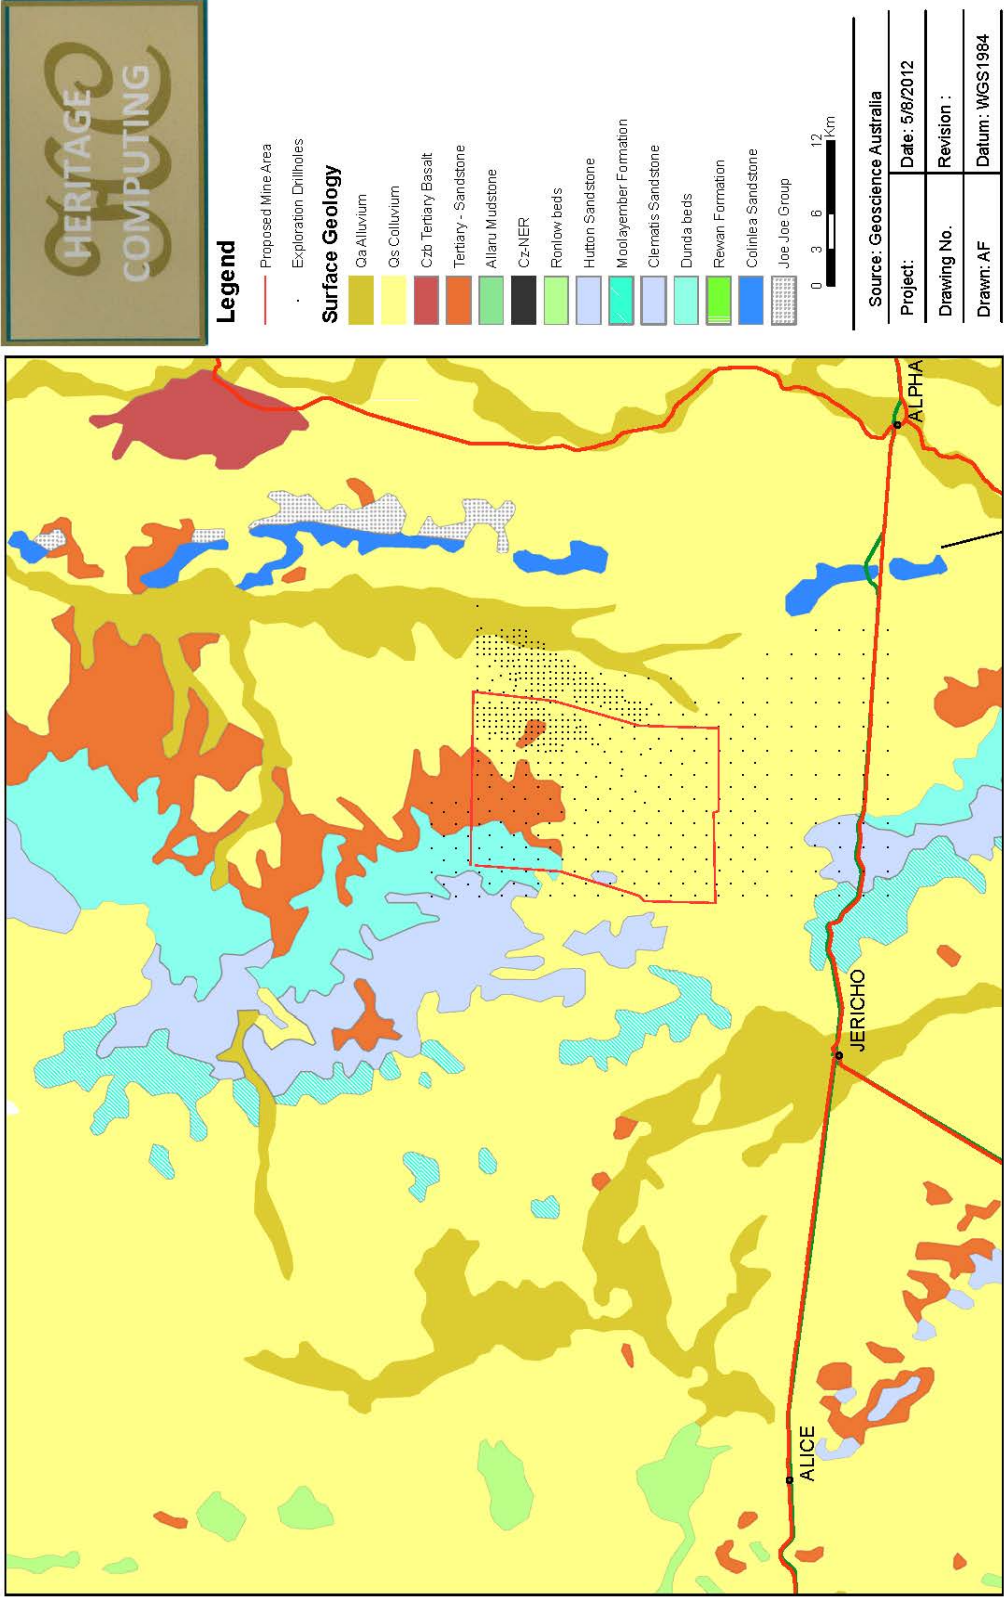 HERITAGE
COMPUTING
Legend
Proposed Mine Area
Exploration Drillholes
Surface Geology
Qa Alluvium
Qs Colluvium
Czb Tertiary Basalt
Tertiary - Sandstone
Allaru Mudstone
Cz-NER
Ronlow beds
Hutton Sandstone
Moolayember Formation
Clematis Sandstone
Dunda beds
Rewan Formation
Colinlea Sandstone
Joe Joe Group
0 3 6 12
Km
Source: Geoscience Australia
Project:
Date: 5/8/2012
Drawing No.
Revision :
Drawn: AF
Datum: WGS1984
ALPHA
JERICHO
ALICE